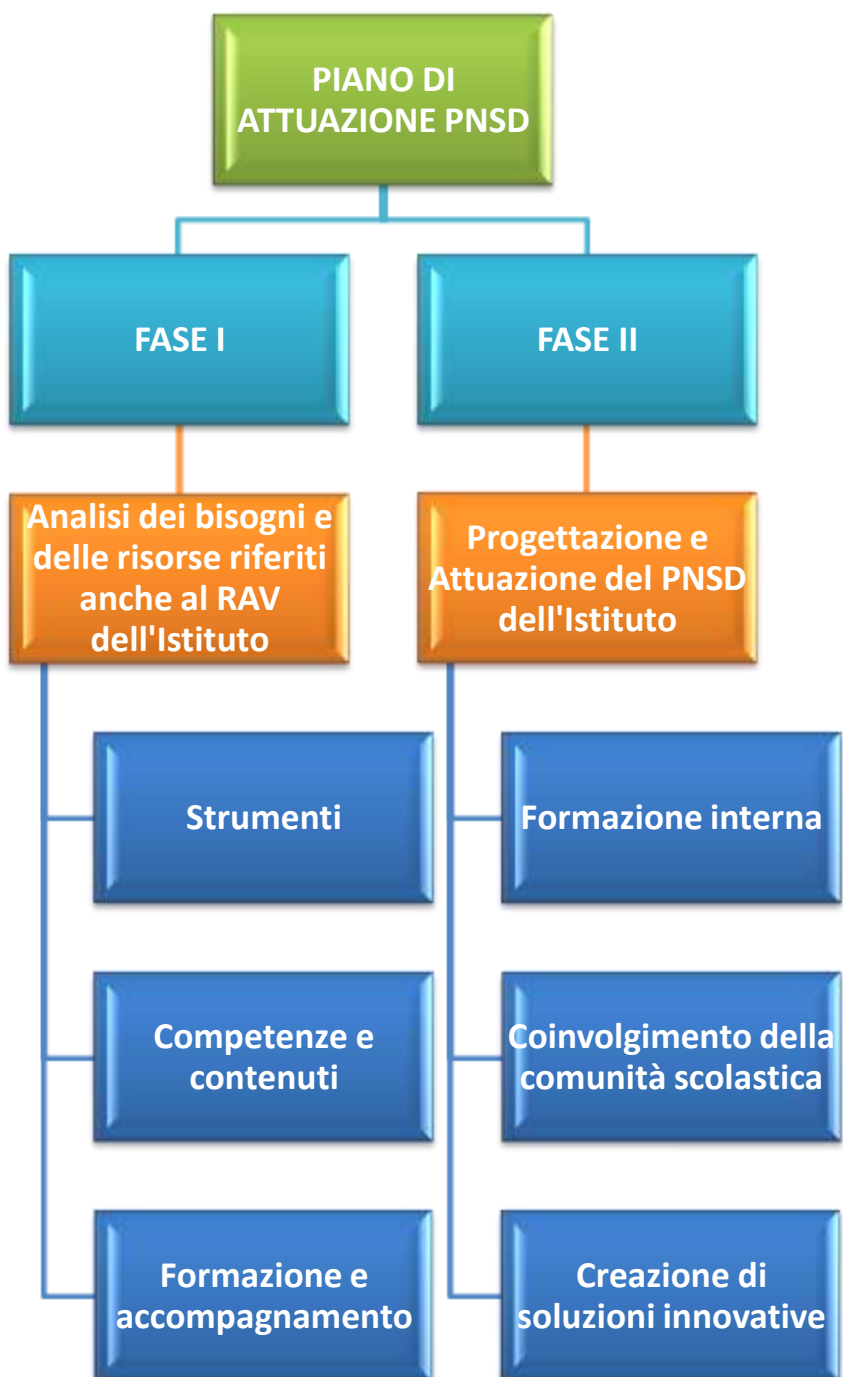 PIANO DI
ATTUAZIONE PNSD
FASE I
FASE II
Analisi dei bisogni e
delle risorse riferiti
anche al RAV
dell'Istituto
Progettazione e
Attuazione del PNSD
dell'Istituto
Strumenti
Formazione interna
Competenze e
contenuti
Coinvolgimento della
comunità scolastica
Formazione e
accompagnamento
Creazione di
soluzioni innovative